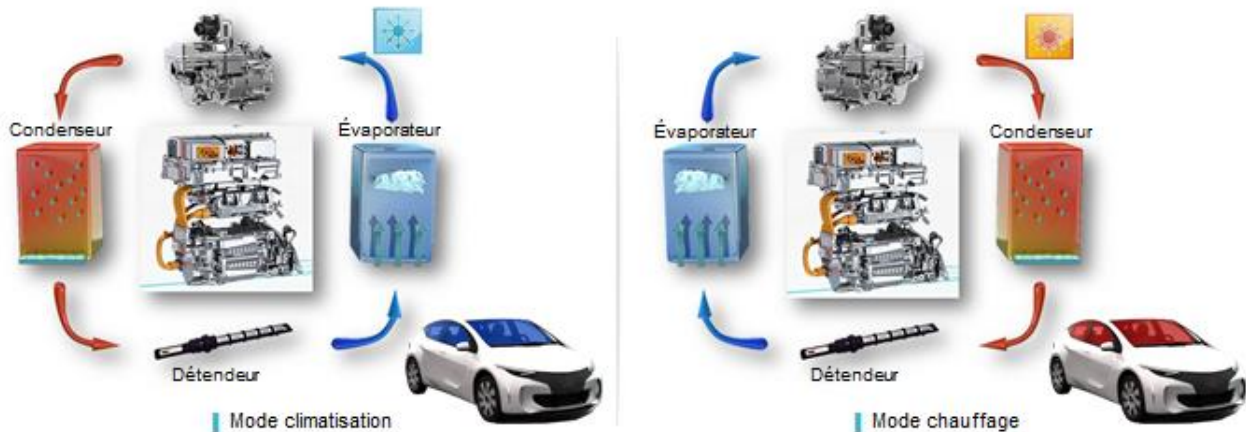 Condenseur
Évaporateur
Détendeur
Mode climatisation
Évaporateur
Condenseur
Détendeur
Mode chauffage